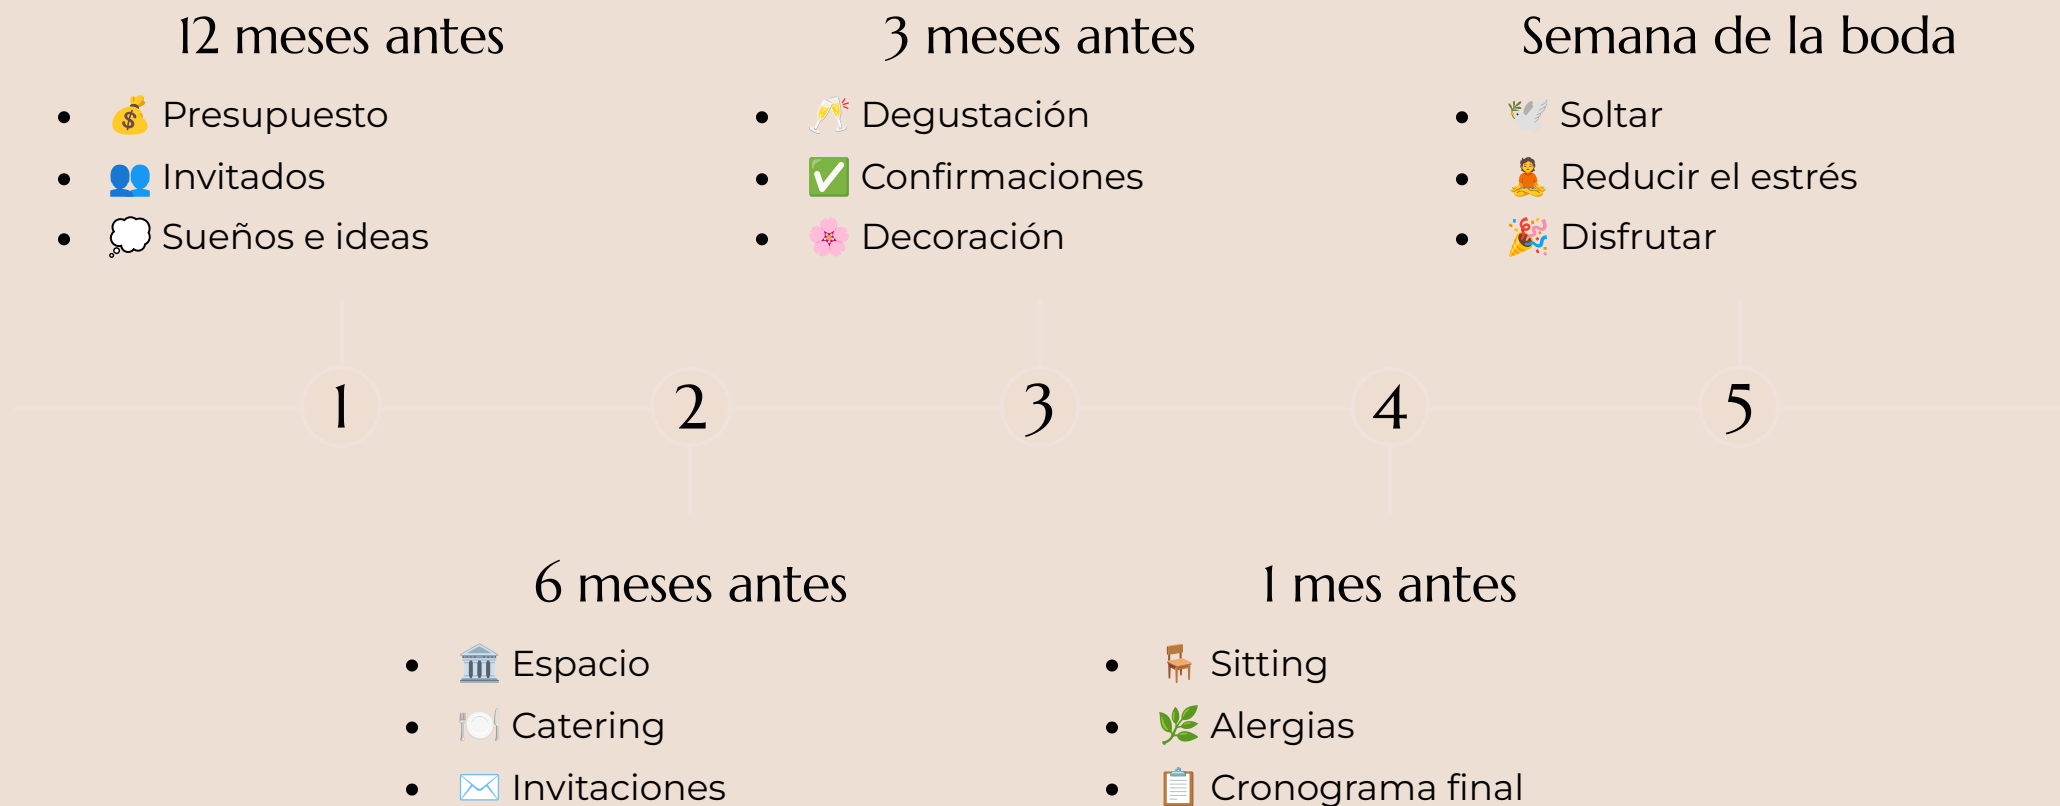 12 meses antes
• 💰 Presupuesto
• 👥 Invitados
• 💭 Sueños e ideas
3 meses antes
• 🥂 Degustación
• ✅ Confirmaciones
• 🌸 Decoración
Semana de la boda
• 🕊️ Soltar
• 🧘 Reducir el estrés
• 🎉 Disfrutar
1
2
3
4
5
6 meses antes
• 🏛️ Espacio
• 🍽️ Catering
• ✉️ Invitaciones
1 mes antes
• 🪑 Sitting
• 🌿 Alergias
• 📋 Cronograma final